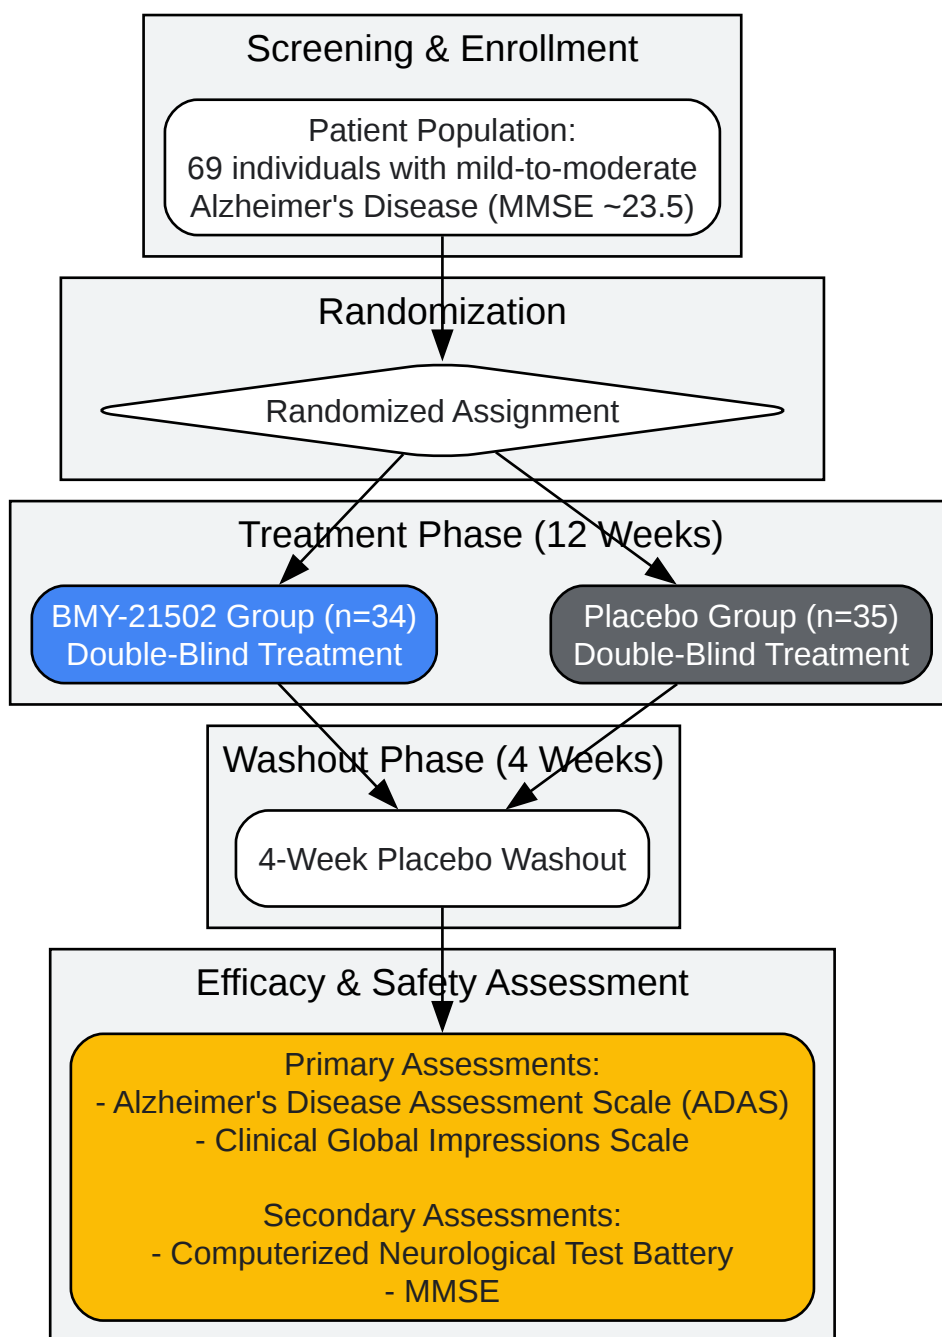 Screening & Enrollment
Patient Population:
69 individuals with mild-to-moderate
Alzheimer's Disease (MMSE ~23.5)
Randomization
Randomized Assignment
Treatment Phase (12 Weeks)
BMY-21502 Group (n=34)
Double-Blind Treatment
Placebo Group (n=35)
Double-Blind Treatment
Washout Phase (4 Weeks)
4-Week Placebo Washout
Efficacy & Safety Assessment
Primary Assessments:
- Alzheimer's Disease Assessment Scale (ADAS)
- Clinical Global Impressions Scale
Secondary Assessments:
- Computerized Neurological Test Battery
- MMSE